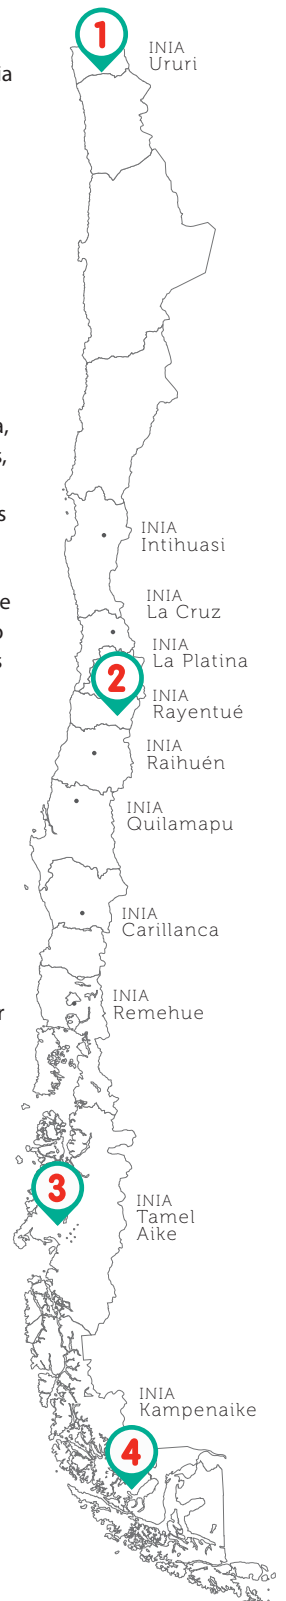 1
INIA
Ururi
ia
a,
s,
s
INIA
Intihuasi
e
INIA
La Cruz
o
INIA
La Platina
s
2
INIA
Rayentué
INIA
Raihuén
INIA
Quilamapu
INIA
Carillanca
INIA
Remehue
r
3
INIA
Tamel
Aike
INIA
Kampenaike
4